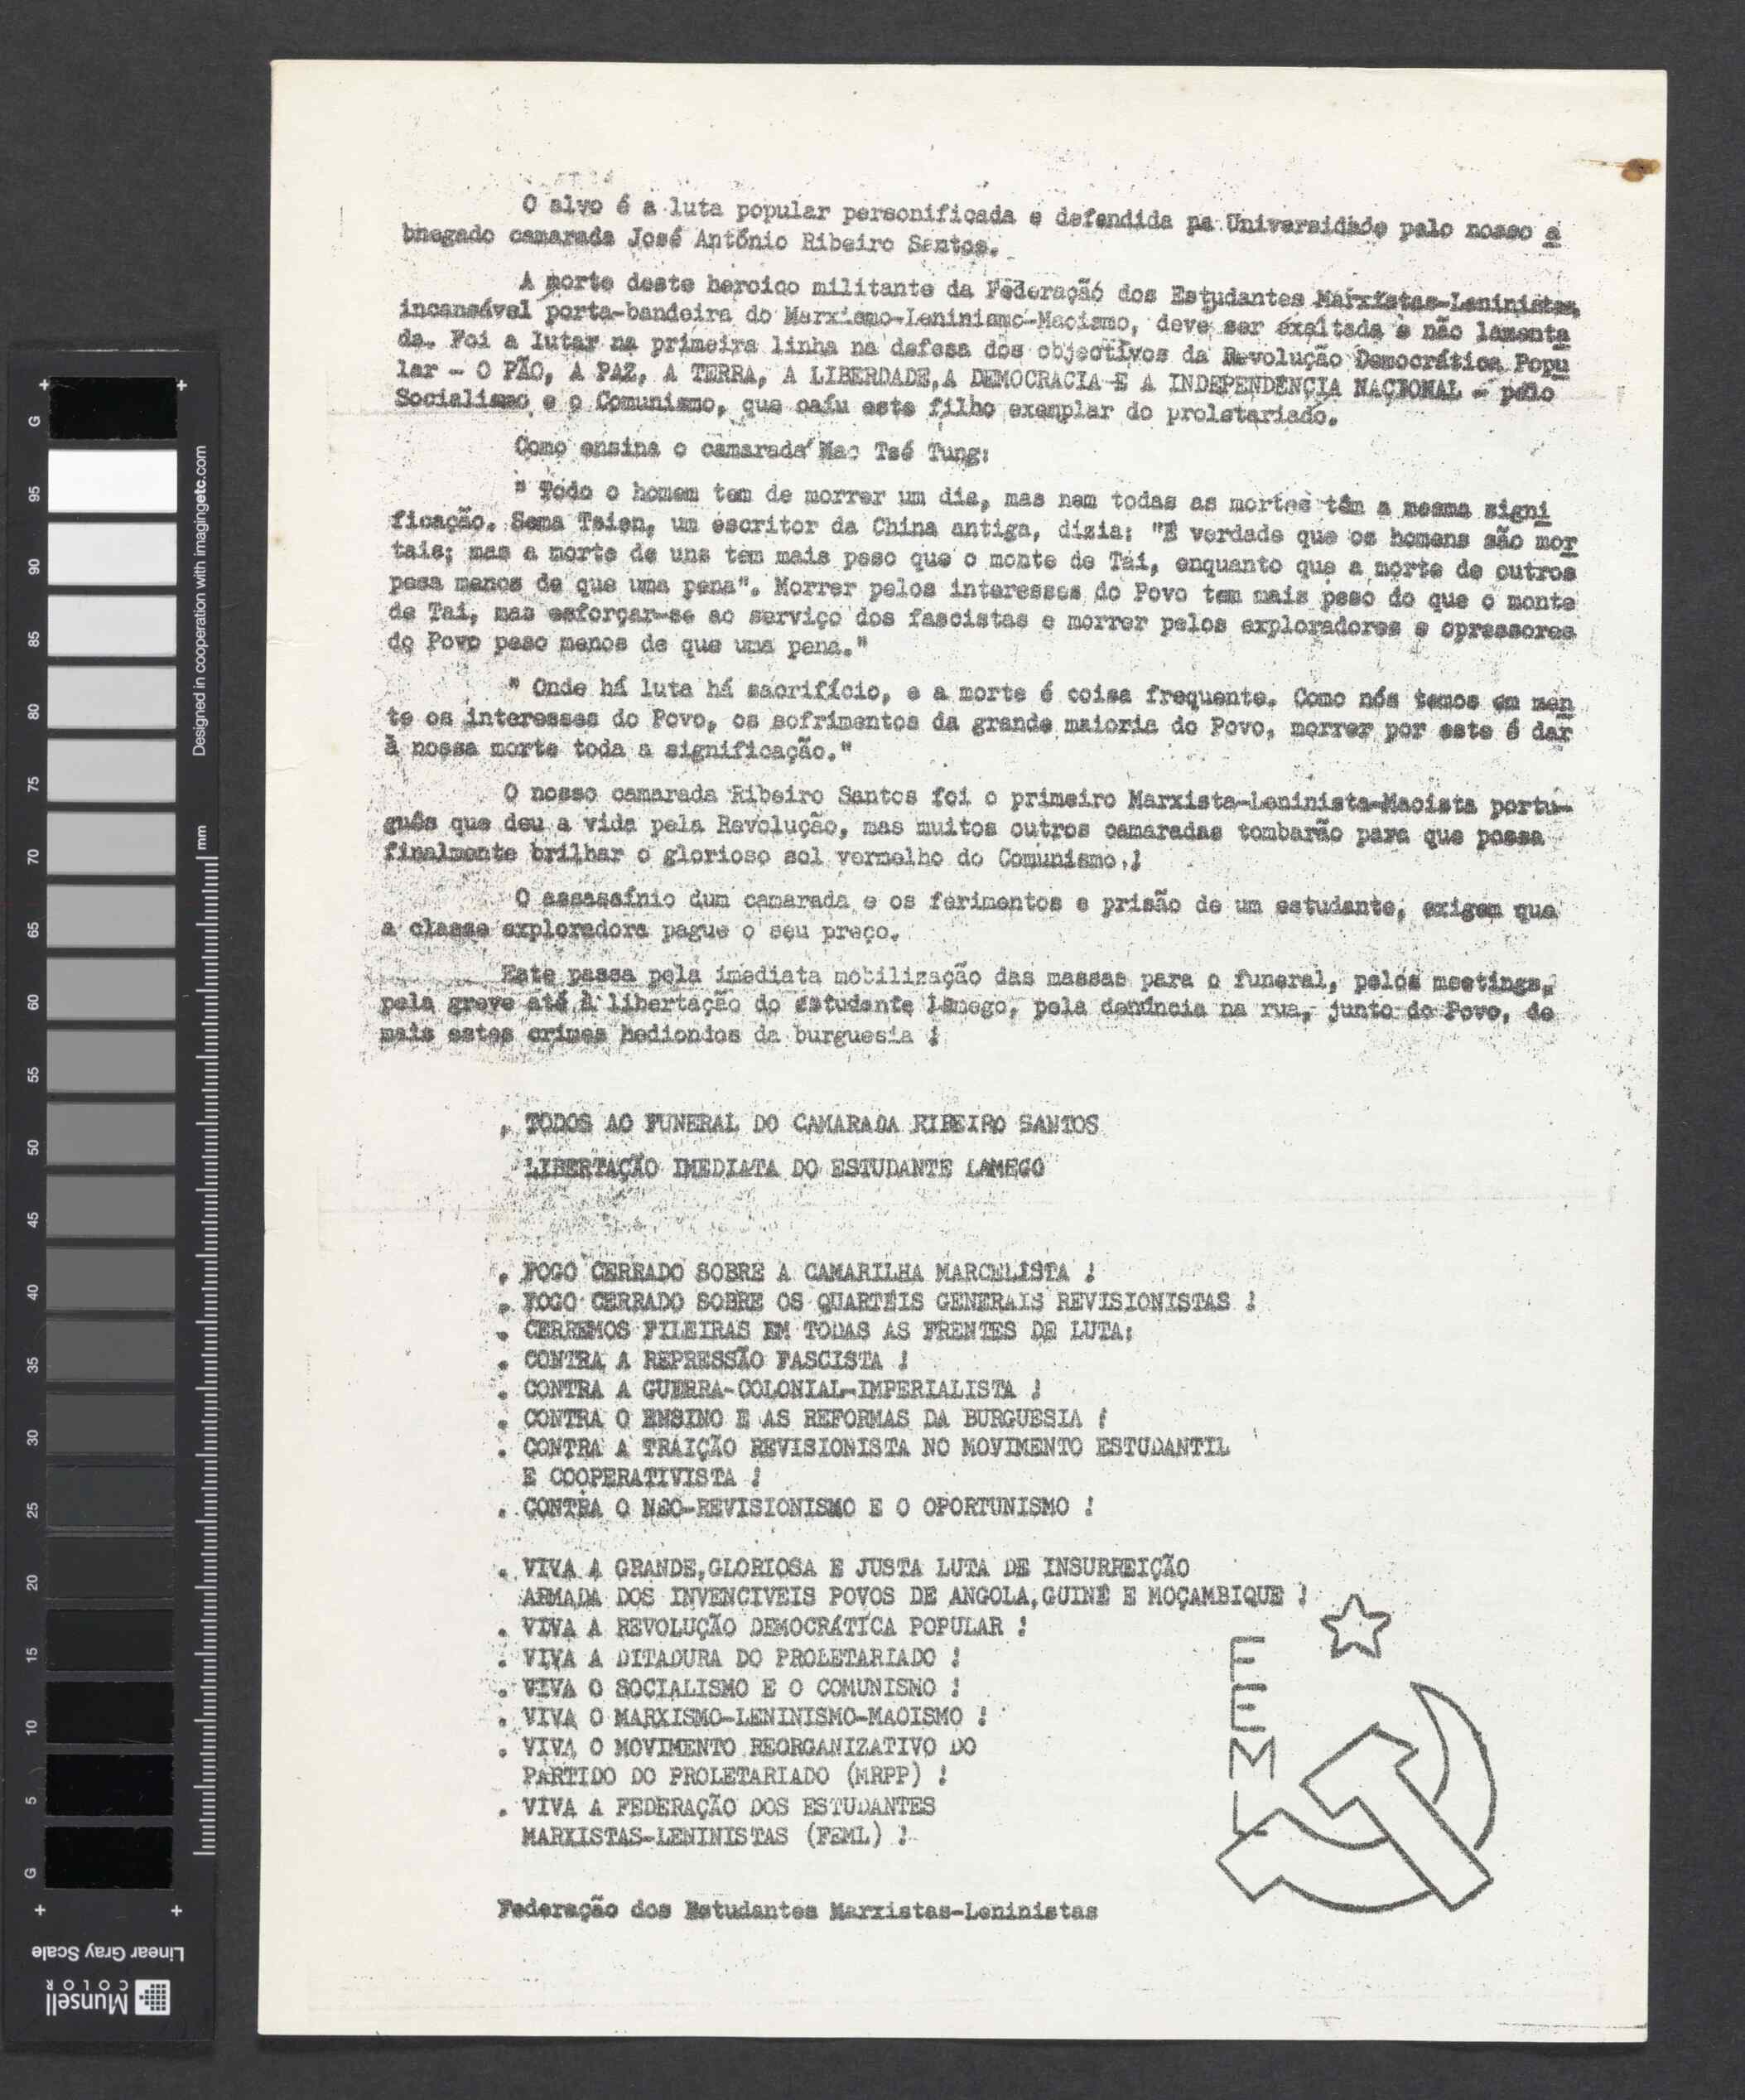 O alvo é a luta popular personificada e defendida na Universidade pelo nosso a
bnegado camarada José António Ribeiro Santos.
A morte deste heroico militante da Federação dos Estudantes Marxistas-Leninistas,
incansável porta-bandeira do Marxismo-Leninismo-Maoismo, deve ser exaltada e não lamenta
da. Foi a lutar na primeira linha na defesa dos objectivos da Revolução Democrática Popu
lar - O PÃO, A PAZ, A TERRA, A LIBERDADE,A DEMOCRACIA E A INDEPENDÊNCIA NACIONAL - pelo
Socialismo e o Comunismo, que caíu este filho exemplar do proletariado.
Como ensina o camarada Mao Tsé Tung:
" Todo o homem tem de morrer um dia, mas nem todas as mortes têm a mesma signi
ficação. Sema Tsien, um escritor da China antiga, dizia: "É verdade que os homens são mor
tais; mas a morte de uns tem mais peso que o monte de Tai, enquanto que a morte de outros
pesa menos de que uma pena". Morrer pelos interesses do Povo tem mais peso do que o monte
de Tai, mas esforçar-se ao serviço dos fascistas e morrer pelos exploradores e opressores
do Povo peso menos de que uma pena."
" Onde há luta há sacrifício, e a morte é coisa frequente. Como nós temos em men
te os interesses do Povo, os sofrimentos da grande maioria do Povo, morrer por este é dar
à nossa morte toda a significação."
O nosso camarada Ribeiro Santos foi o primeiro Marxista-Leninista-Maoista portu-
guês que deu a vida pela Revolução, mas muitos outros camaradas tombarão para que possa
finalmente brilhar o glorioso sol vermelho do Comunismo.!
O assassínio dum camarada e os ferimentos e prisão de um estudante, exigem que
a classe exploradora pague o seu preço.
Este passa pela imediata mobilização das massas para o funeral, pelos meetings,
pela greve até à libertação do estudante Lamego, pela denúncia na rua, junto do Povo, de
mais estes crimes hediondos da burguesia !
. TODOS AO FUNERAL DO CAMARADA RIBEIRO SANTOS
LIBERTAÇÃO IMEDIATA DO ESTUDANTE LAMEGO
. FOGO CERRADO SOBRE A CAMARILHA MARCELISTA !
. FOGO CERRADO SOBRE OS QUARTÉIS GENERAIS REVISIONISTAS !
. CERREMOS FILEIRAS EM TODAS AS FRENTES DE LUTA:
. CONTRA A REPRESSÃO FASCISTA !
. CONTRA A GUERRA-COLONIAL-IMPERIALISTA !
. CONTRA O ENSINO E AS REFORMAS DA BURGUESIA !
. CONTRA A TRAIÇÃO REVISIONISTA NO MOVIMENTO ESTUDANTIL
E COOPERATIVISTA !
. CONTRA O NEO-REVISIONISMO E O OPORTUNISMO !
. VIVA A GRANDE,GLORIOSA E JUSTA LUTA DE INSURREIÇÃO
ARMADA DOS INVENCIVEIS POVOS DE ANGOLA,GUINÉ E MOÇAMBIQUE !
. VIVA A REVOLUÇÃO DEMOCRÁTICA POPULAR !
. VIVA A DITADURA DO PROLETARIADO !
. VIVA O SOCIALISMO E O COMUNISMO !
. VIVA O MARXISMO-LENINISMO-MAOISMO !
. VIVA O MOVIMENTO REORGANIZATIVO DO
PARTIDO DO PROLETARIADO (MRPP) !
. VIVA A FEDERAÇÃO DOS ESTUDANTES
MARXISTAS-LENINISTAS (FEML) !
F
E
M
L
Federação dos Estudantes Marxistas-Leninistas
G
95
90
85
80
75
70
65
60
55
50
45
40
35
30
25
20
15
10
5
G
mm
Designed in cooperation with imagingetc.com
Linear Gray Scale
Munsell
COLOR